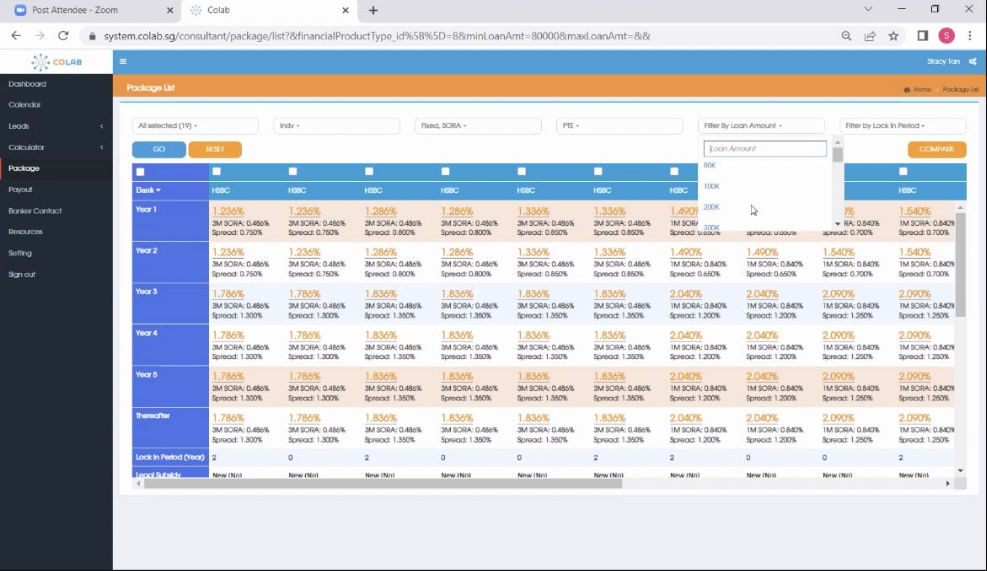 Post Attendee - Zoom
Colab
system.colab.sg/consultant/package/list?&financialProductType_id%5B%5D=8&minLoanAmt=80000&maxLoanAmt=&&
S
COLAB
Stacy Tan
Dashboard
Calendar
Leads
Calculator
Package
Payout
Banker Contact
Resources
Setting
Sign out
Package List
Home Package List
All selected (19)
Indv
Fixed, SORA
PTE
Filter By Loan Amount
Filter by Lock In Period
GO
RESET
COMPARE
Loan Amount
80K
100K
200K
300K
Bank HSBC HSBC HSBC HSBC HSBC HSBC HSBC HSBC
Year 1 1.236% 1.236% 1.286% 1.286% 1.336% 1.336% 1.540%
3M SORA: 0.486% 3M SORA: 0.486% 3M SORA: 0.486% 3M SORA: 0.486% 3M SORA: 0.486% 3M SORA: 0.486% 1M SORA: 0.840%
Spread: 0.750% Spread: 0.750% Spread: 0.800% Spread: 0.800% Spread: 0.850% Spread: 0.850% Spread: 0.650% Spread: 0.650% Spread: 0.700% Spread: 0.700%
Year 2 1.236% 1.236% 1.286% 1.286% 1.336% 1.336% 1.490% 1.490% 1.540% 1.540%
3M SORA: 0.486% 3M SORA: 0.486% 3M SORA: 0.486% 3M SORA: 0.486% 3M SORA: 0.486% 3M SORA: 0.486% 1M SORA: 0.840% 1M SORA: 0.840% 1M SORA: 0.840% 1M SORA: 0.840%
Spread: 0.750% Spread: 0.750% Spread: 0.800% Spread: 0.800% Spread: 0.850% Spread: 0.850% Spread: 0.650% Spread: 0.650% Spread: 0.700% Spread: 0.700%
Year 3 1.786% 1.786% 1.836% 1.836% 1.836% 1.836% 2.040% 2.040% 2.090% 2.090%
3M SORA: 0.486% 3M SORA: 0.486% 3M SORA: 0.486% 3M SORA: 0.486% 3M SORA: 0.486% 3M SORA: 0.486% 1M SORA: 0.840% 1M SORA: 0.840% 1M SORA: 0.840% 1M SORA: 0.840%
Spread: 1.300% Spread: 1.300% Spread: 1.350% Spread: 1.350% Spread: 1.350% Spread: 1.350% Spread: 1.200% Spread: 1.200% Spread: 1.250% Spread: 1.250%
Year 4 1.786% 1.786% 1.836% 1.836% 1.836% 1.836% 2.040% 2.040% 2.090% 2.090%
3M SORA: 0.486% 3M SORA: 0.486% 3M SORA: 0.486% 3M SORA: 0.486% 3M SORA: 0.486% 3M SORA: 0.486% 1M SORA: 0.840% 1M SORA: 0.840% 1M SORA: 0.840% 1M SORA: 0.840%
Spread: 1.300% Spread: 1.300% Spread: 1.350% Spread: 1.350% Spread: 1.350% Spread: 1.350% Spread: 1.200% Spread: 1.200% Spread: 1.250% Spread: 1.250%
Year 5 1.786% 1.786% 1.836% 1.836% 1.836% 1.836% 2.040% 2.040% 2.090% 2.090%
3M SORA: 0.486% 3M SORA: 0.486% 3M SORA: 0.486% 3M SORA: 0.486% 3M SORA: 0.486% 3M SORA: 0.486% 1M SORA: 0.840% 1M SORA: 0.840% 1M SORA: 0.840% 1M SORA: 0.840%
Spread: 1.300% Spread: 1.300% Spread: 1.350% Spread: 1.350% Spread: 1.350% Spread: 1.350% Spread: 1.200% Spread: 1.200% Spread: 1.250% Spread: 1.250%
Thereafter 1.786% 1.786% 1.836% 1.836% 1.836% 1.836% 2.040% 2.040% 2.090% 2.090%
3M SORA: 0.486% 3M SORA: 0.486% 3M SORA: 0.486% 3M SORA: 0.486% 3M SORA: 0.486% 3M SORA: 0.486% 1M SORA: 0.840% 1M SORA: 0.840% 1M SORA: 0.840% 1M SORA: 0.840%
Spread: 1.300% Spread: 1.300% Spread: 1.350% Spread: 1.350% Spread: 1.350% Spread: 1.350% Spread: 1.200% Spread: 1.200% Spread: 1.250% Spread: 1.250%
Lock In Period (Year) 2 0 2 0 0 2 2 0 0 2
Legal Subsidy New (No) New (No) New (No) New (No) New (No) New (No) New (No) New (No) New (No) New (No)